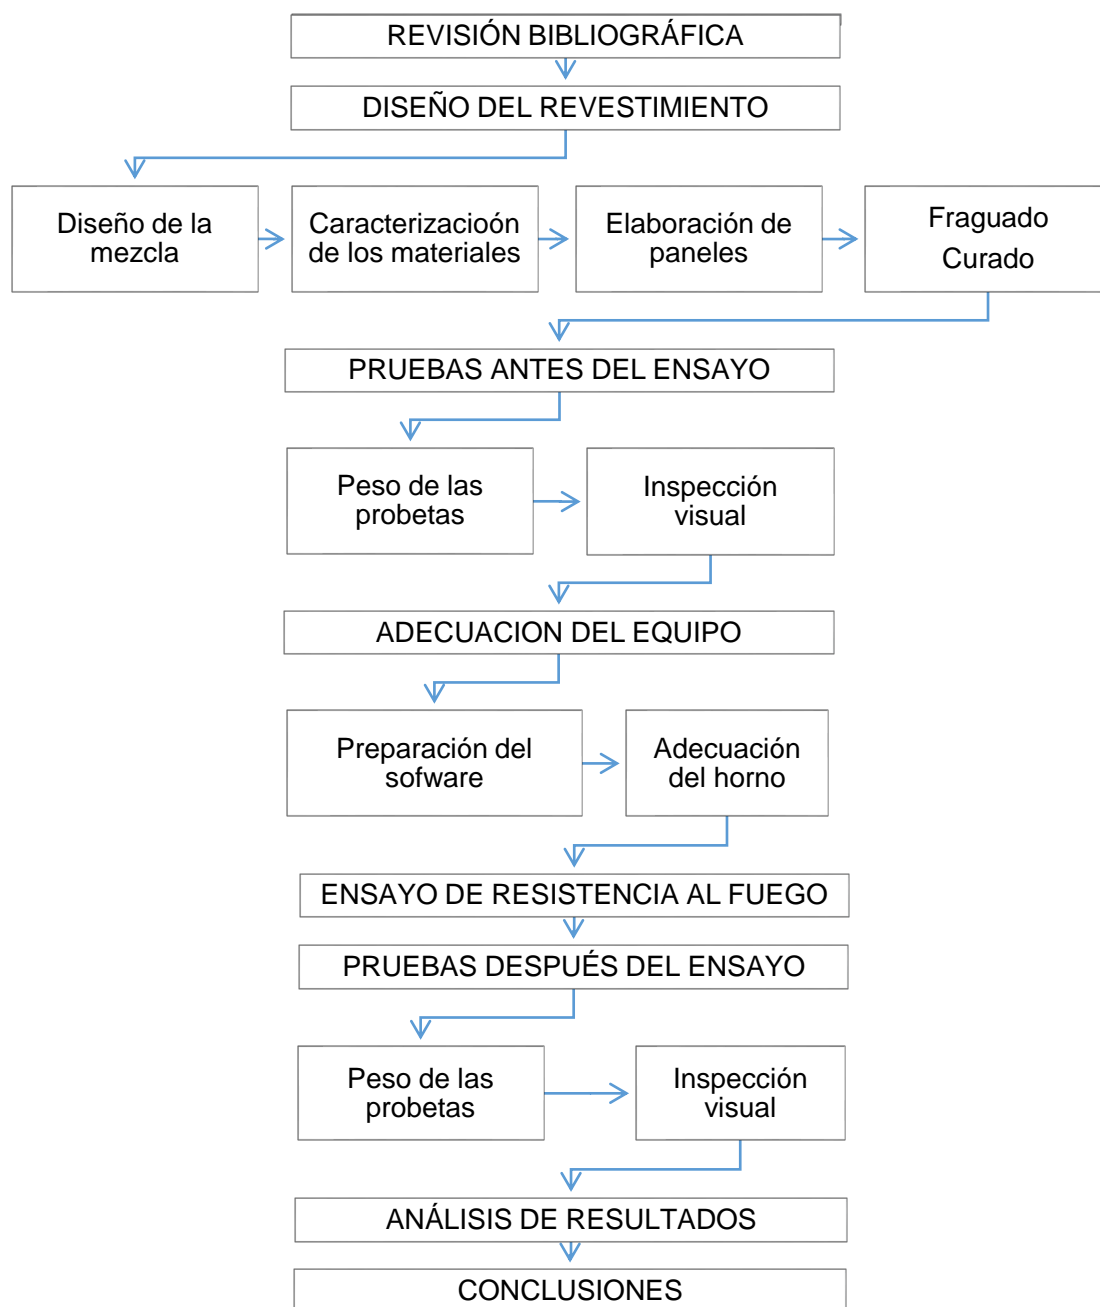 REVISIÓN BIBLIOGRÁFICA
DISEÑO DEL REVESTIMIENTO
Diseño de la
mezcla
Caracterizacioón
de los materiales
Elaboración de
paneles
Fraguado
Curado
PRUEBAS ANTES DEL ENSAYO
Peso de las
probetas
Inspección
visual
ADECUACION DEL EQUIPO
Preparación del
sofware
Adecuación
del horno
ENSAYO DE RESISTENCIA AL FUEGO
PRUEBAS DESPUÉS DEL ENSAYO
Peso de las
probetas
Inspección
visual
ANÁLISIS DE RESULTADOS
CONCLUSIONES